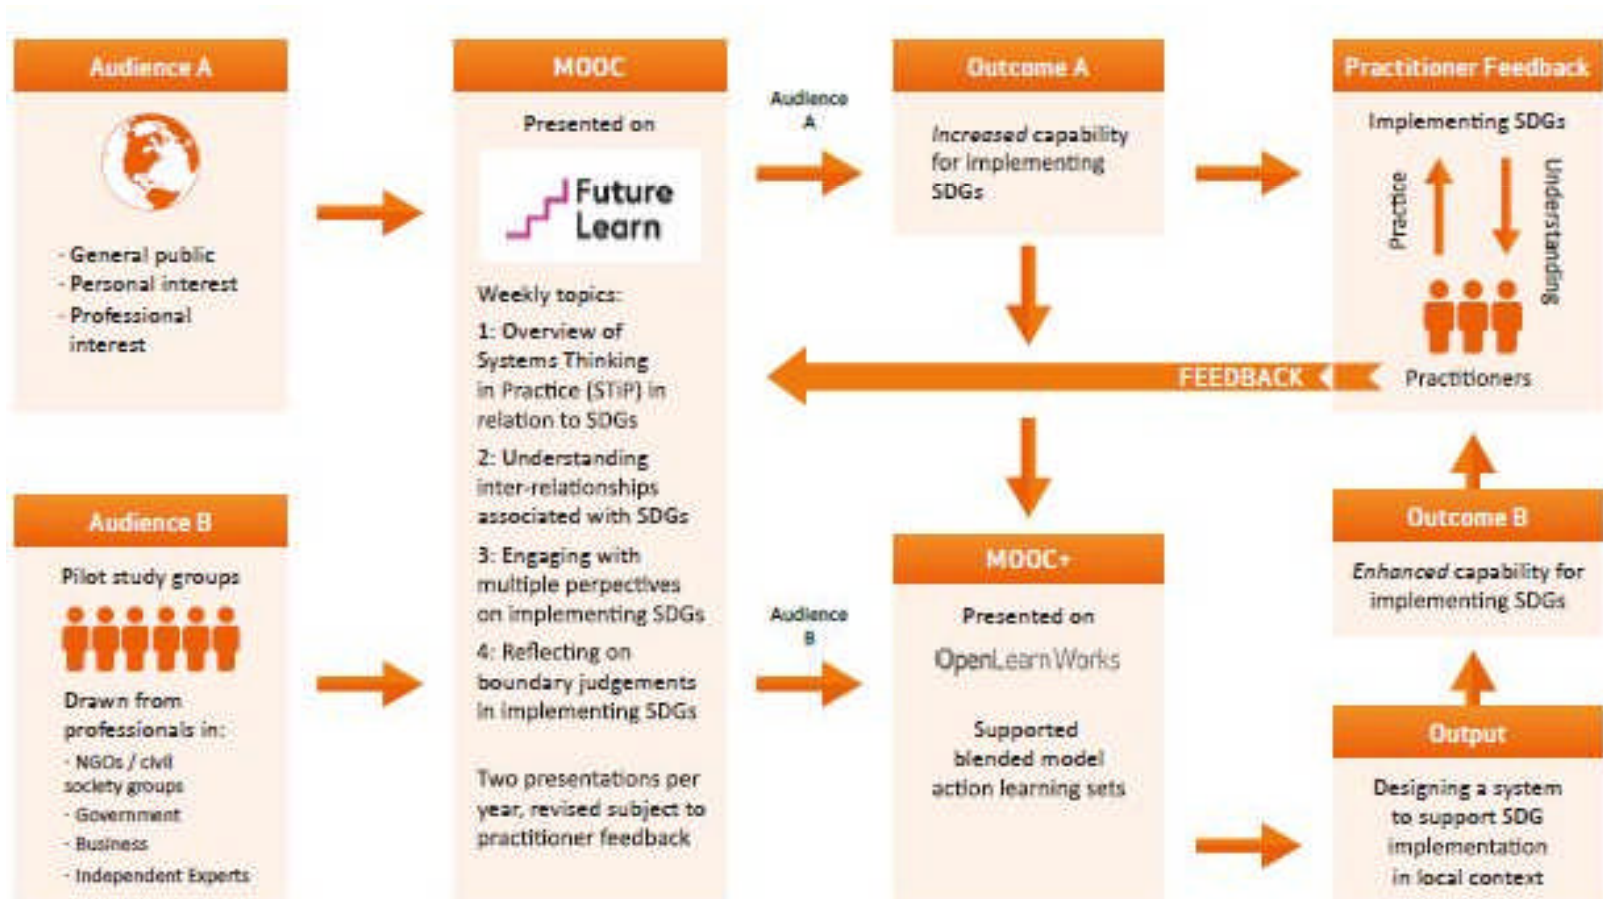 Audience A
- General public
- Personal interest
- Professional
interest
Audience B
Pilot study groups
Drawn from
professionals in:
- NGOs / civil
society groups
- Government
- Business
- Independent Experts
MOOC
Presented on
Future
Learn
Weekly topics:
1: Overview of
Systems Thinking
in Practice (STiP) in
relation to SDGs
2: Understanding
inter-relationships
associated with SDGs
3: Engaging with
multiple perpectives
on implementing SDGs
4: Reflecting on
boundary judgements
in implementing SDGs
Two presentations per
year, revised subject to
practitioner feedback
Audience
A
Audience
B
Outcome A
Increased capability
for implementing
SDGs
FEEDBACK
MOOC+
Presented on
OpenLearnWorks
Supported
blended model
action learning sets
Practitioner Feedback
Implementing SDGs
Practice
Understanding
Practitioners
Outcome B
Enhanced capability for
implementing SDGs
Output
Designing a system
to support SDG
implementation
in local context